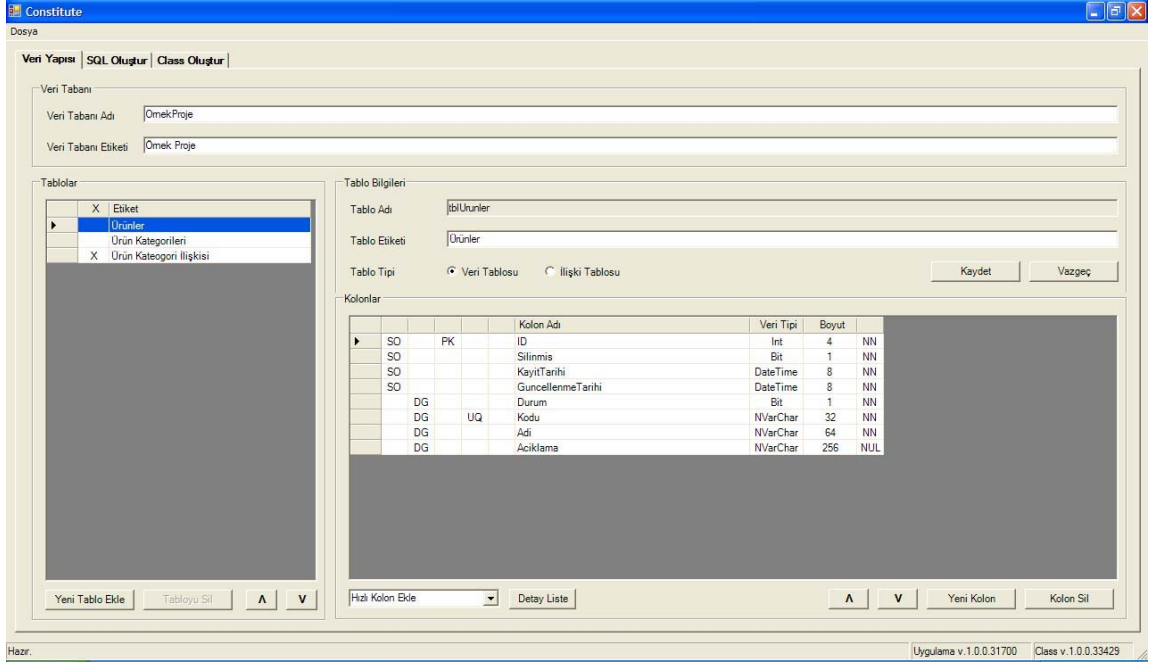 Constitute
Dosya
Veri Yapısı SQL Oluştur Class Oluştur
Veri Tabanı
Veri Tabanı Adı OrnekProje
Veri Tabanı Etiketi Örnek Proje
Tablolar
X Etiket
Ürünler
Ürün Kategorileri
X Ürün Kateogori İlişkisi
Yeni Tablo Ekle Tabloyu Sil Λ V
Tablo Bilgileri
Tablo Adı tblUrunler
Tablo Etiketi Ürünler
Tablo Tipi Veri Tablosu İlişki Tablosu Kaydet Vazgeç
Kolonlar
Kolon Adı Veri Tipi Boyut
SO PK ID Int 4 NN
SO Silinmis Bit 1 NN
SO KayitTarihi DateTime 8 NN
SO GuncellenmeTarihi DateTime 8 NN
DG Durum Bit 1 NN
DG UQ Kodu NVarChar 32 NN
DG Adi NVarChar 64 NN
DG Aciklama NVarChar 256 NUL
Hızlı Kolon Ekle Detay Liste Λ V Yeni Kolon Kolon Sil
Hazır. Uygulama v.1.0.0.31700 Class v.1.0.0.33429